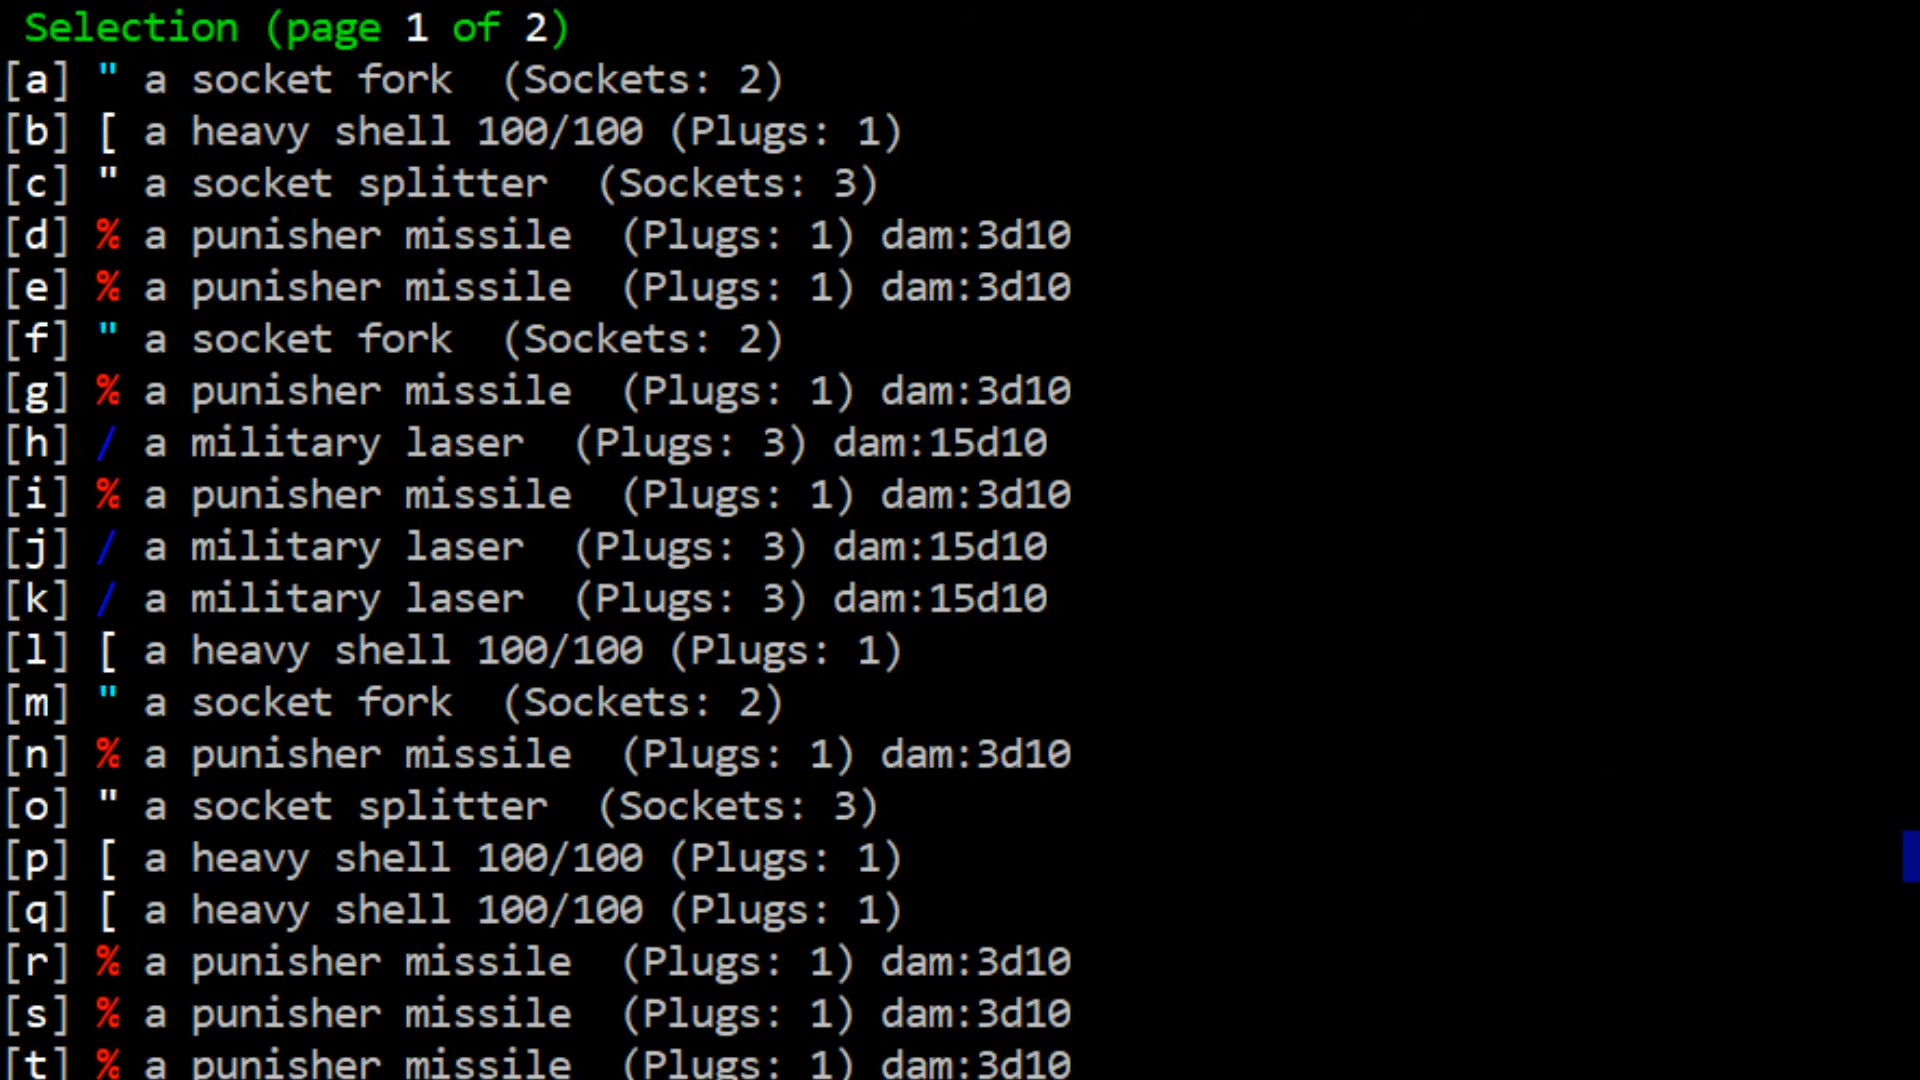 Selection (page 1 of 2)
[a] " a socket fork  (Sockets: 2)
[b] [ a heavy shell 100/100 (Plugs: 1)
[c] " a socket splitter  (Sockets: 3)
[d] % a punisher missile  (Plugs: 1) dam:3d10
[e] % a punisher missile  (Plugs: 1) dam:3d10
[f] " a socket fork  (Sockets: 2)
[g] % a punisher missile  (Plugs: 1) dam:3d10
[h] / a military laser  (Plugs: 3) dam:15d10
[i] % a punisher missile  (Plugs: 1) dam:3d10
[j] / a military laser  (Plugs: 3) dam:15d10
[k] / a military laser  (Plugs: 3) dam:15d10
[l] [ a heavy shell 100/100 (Plugs: 1)
[m] " a socket fork  (Sockets: 2)
[n] % a punisher missile  (Plugs: 1) dam:3d10
[o] " a socket splitter  (Sockets: 3)
[p] [ a heavy shell 100/100 (Plugs: 1)
[q] [ a heavy shell 100/100 (Plugs: 1)
[r] % a punisher missile  (Plugs: 1) dam:3d10
[s] % a punisher missile  (Plugs: 1) dam:3d10
[t] % a punisher missile  (Plugs: 1) dam:3d10